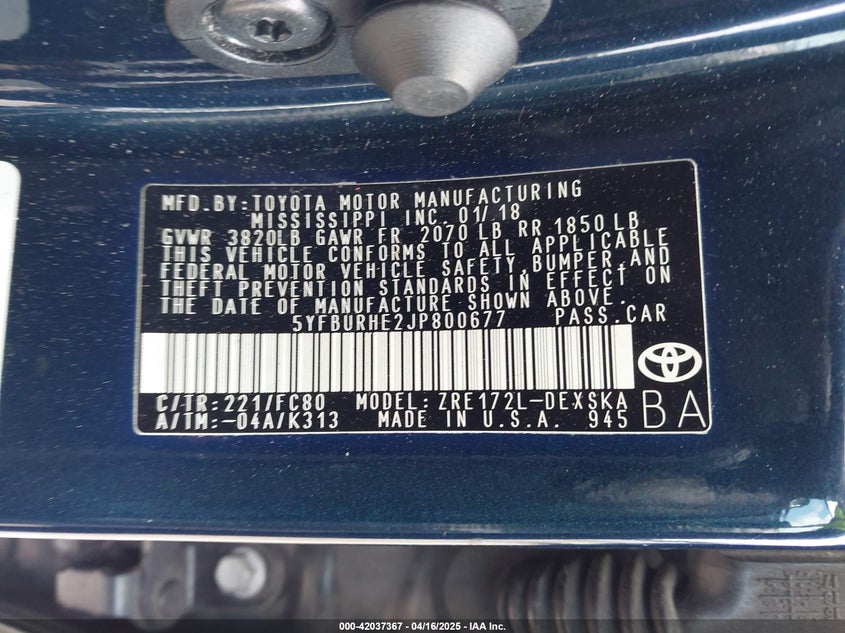 MFD.BY:TOYOTA MOTOR MANUFACTURING
MISSISSIPPI INC. 01/18
GVWR 3820LB GAWR FR 2070 LB RR 1850 LB
THIS VEHICLE CONFORMS TO ALL APPLICABLE
FEDERAL MOTOR VEHICLE SAFETY,BUMPER,AND
THEFT PREVENTION STANDARDS IN EFFECT ON
THE DATE OF MANUFACTURE SHOWN ABOVE.
5YFBURHE2JP800677 PASS.CAR
C/TR:221/FC80 MODEL:ZRE172L-DEXSKA
A/TM:-04A/K313 MADE IN U.S.A. 945
BA
000-42037367 - 04/16/2025 - IAA Inc.